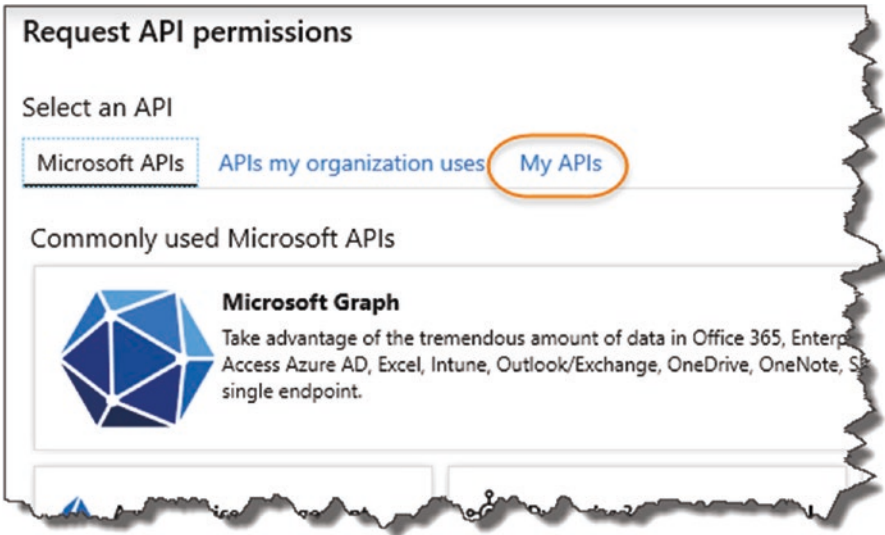 Request API permissions
Select an API
Microsoft APIs APIs my organization uses My APIs
Commonly used Microsoft APIs
Microsoft Graph
Take advantage of the tremendous amount of data in Office 365,
Access Azure AD, Excel, Intune, Outlook/Exchange, OneDrive, OneNote,
single endpoint.